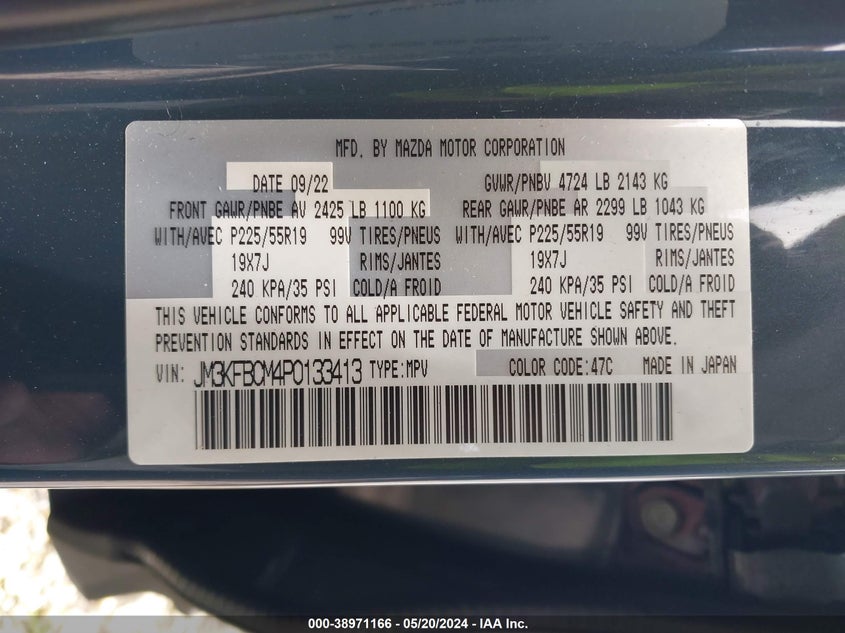 MFD. BY MAZDA MOTOR CORPORATION
DATE 09/22 GVWR/PNBV 4724 LB 2143 KG
FRONT GAWR/PNBE AV 2425 LB 1100 KG REAR GAWR/PNBE AR 2299 LB 1043 KG
WITH/AVEC P225/55R19 99V TIRES/PNEUS WITH/AVEC P225/55R19 99V TIRES/PNEUS
19X7J RIMS/JANTES 19X7J RIMS/JANTES
240 KPA/35 PSI COLD/A FROID 240 KPA/35 PSI COLD/A FROID
THIS VEHICLE CONFORMS TO ALL APPLICABLE FEDERAL MOTOR VEHICLE SAFETY AND THEFT
PREVENTION STANDARDS IN EFFECT ON THE DATE OF MANUFACTURE SHOWN ABOVE.
VIN: JM3KFBCM4P0133413 TYPE:MPV COLOR CODE:47C MADE IN JAPAN
000-38971166 - 05/20/2024 - IAA Inc.